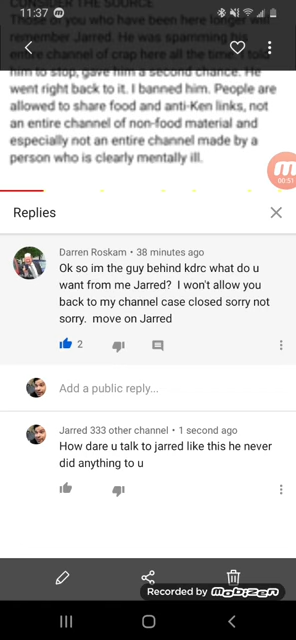 CONSIDER THE SOURCE
11:37
Those of you who have been here longer will
remember Jarred. He was spamming his
entire channel of crap here all the time. I told
him to stop, gave him a second chance. He
went right back to it. I banned him. People are
allowed to share food and anti-Ken links, not
an entire channel of non-food material and
especially not an entire channel made by a
person who is clearly mentally ill.
00:51
Replies
Darren Roskam • 38 minutes ago
Ok so im the guy behind kdrc what do u
want from me Jarred? I won't allow you
back to my channel case closed sorry not
sorry. move on Jarred
2
Add a public reply...
Jarred 333 other channel • 1 second ago
How dare u talk to jarred like this he never
did anything to u
Recorded by mobizen